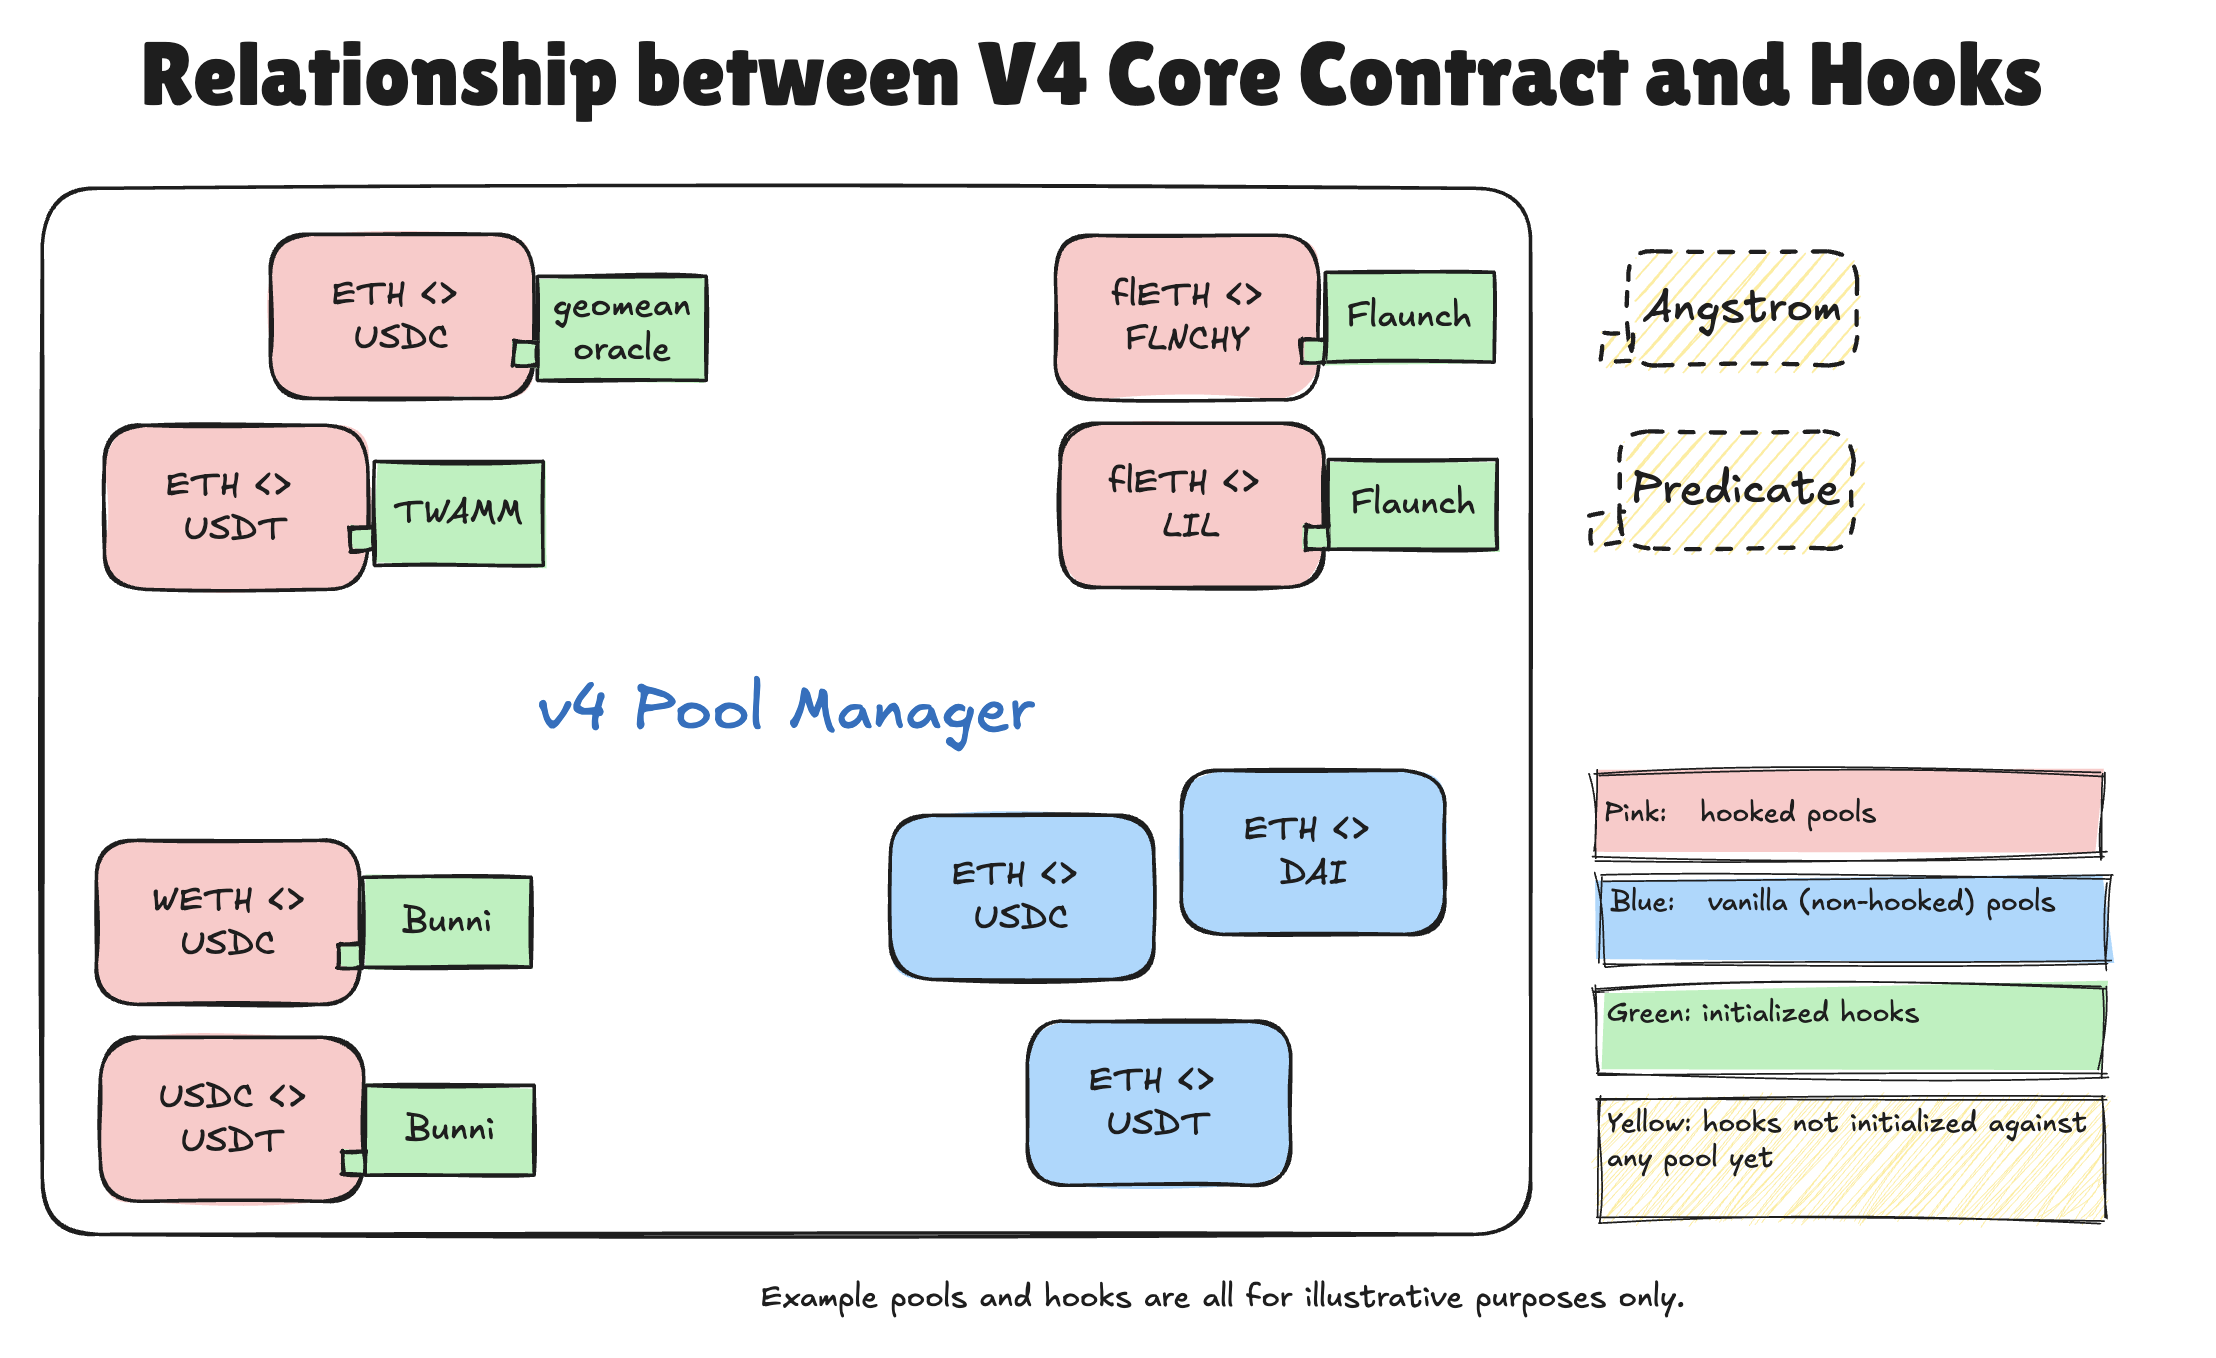 Relationship between V4 Core Contract and Hooks
ETH <>
USDC
geomean
oracle
flETH <>
FLNCHY
Flaunch
Angstrom
ETH <>
USDT
TWAMM
flETH <>
LIL
Flaunch
Predicate
v4 Pool Manager
WETH <>
USDC
Bunni
ETH <>
USDC
ETH <>
DAI
USDC <>
USDT
Bunni
ETH <>
USDT
Pink: hooked pools
Blue: vanilla (non-hooked) pools
Green: initialized hooks
Yellow: hooks not initialized against
any pool yet
Example pools and hooks are all for illustrative purposes only.